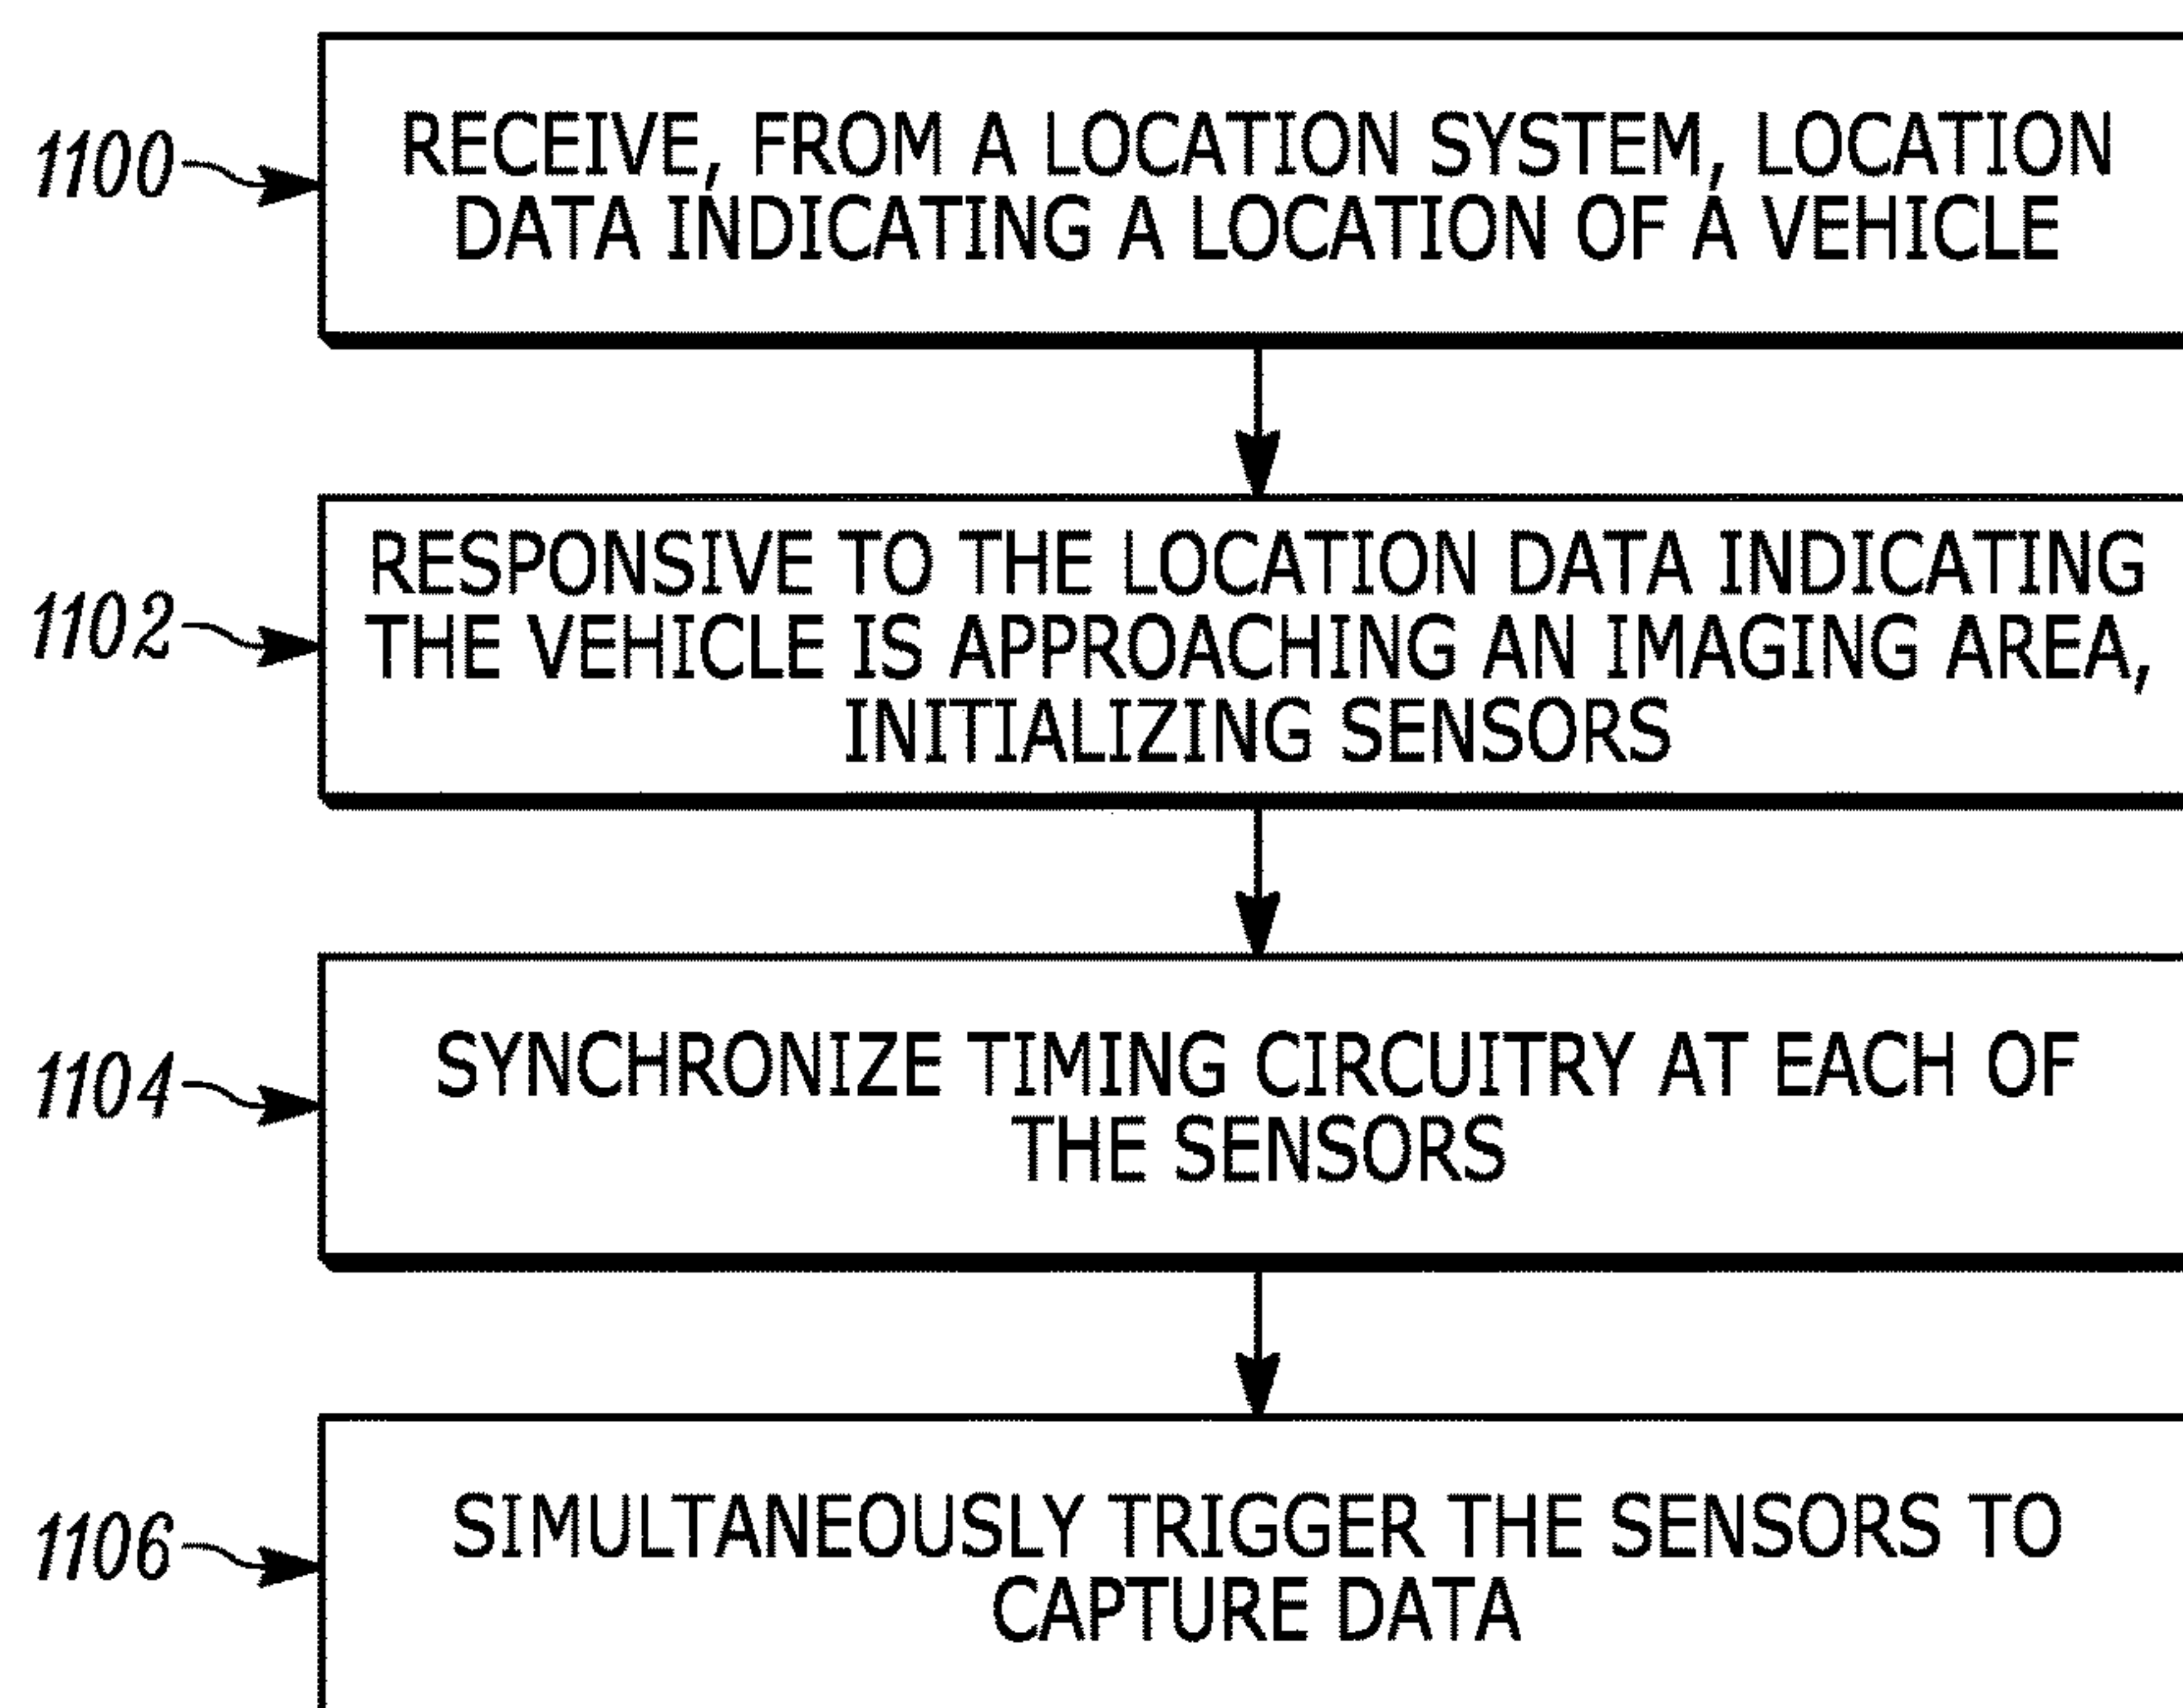 1100
RECEIVE, FROM A LOCATION SYSTEM, LOCATION
DATA INDICATING A LOCATION OF A VEHICLE
1102
RESPONSIVE TO THE LOCATION DATA INDICATING
THE VEHICLE IS APPROACHING AN IMAGING AREA,
INITIALIZING SENSORS
1104
SYNCHRONIZE TIMING CIRCUITRY AT EACH OF
THE SENSORS
1106
SIMULTANEOUSLY TRIGGER THE SENSORS TO
CAPTURE DATA